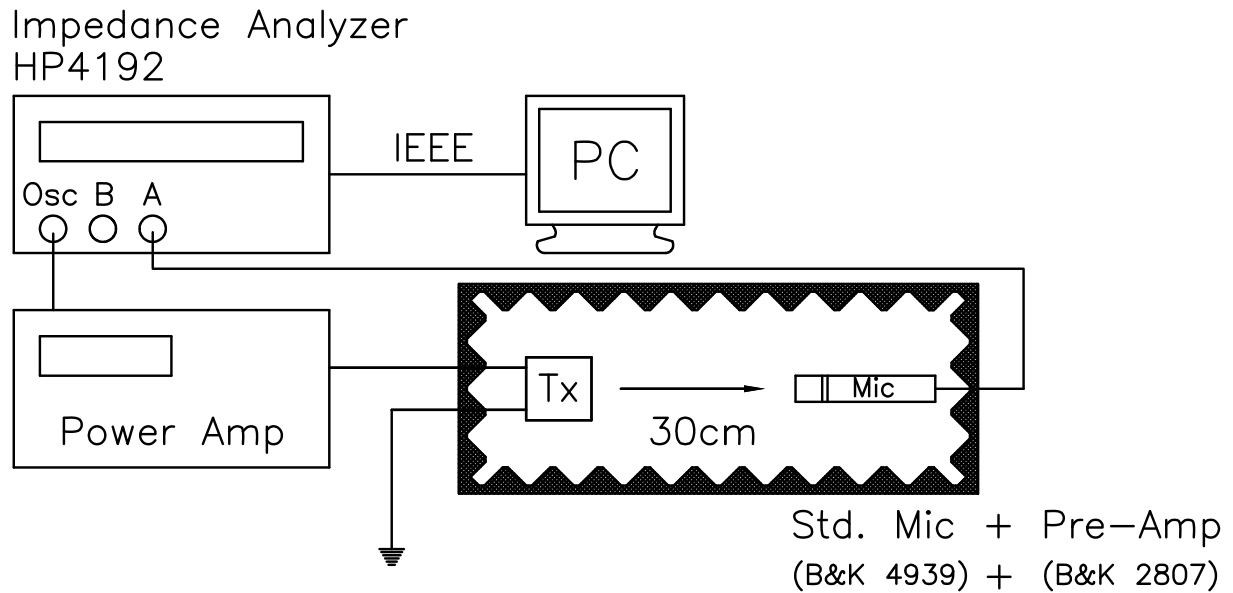 Impedance Analyzer
HP4192
IEEE
PC
Osc B A
Tx
Mic
30cm
Power Amp
Std. Mic + Pre-Amp
(B&K 4939) + (B&K 2807)